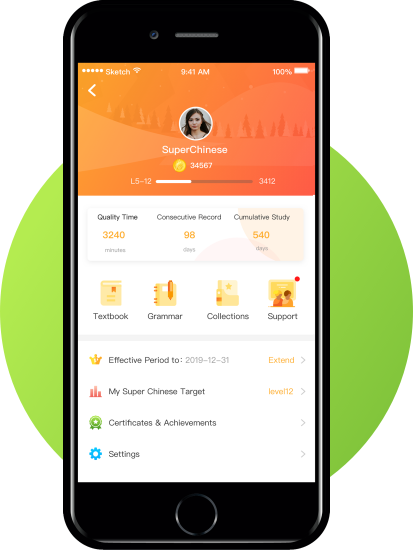 Sketch 9:41 AM 100%
SuperChinese
34567
L5-12 3412
Quality Time Consecutive Record Cumulative Study
3240 98 540
minutes days days
Textbook Grammar Collections Support
Effective Period to: 2019-12-31 Extend
My Super Chinese Target level12
Certificates & Achievements
Settings